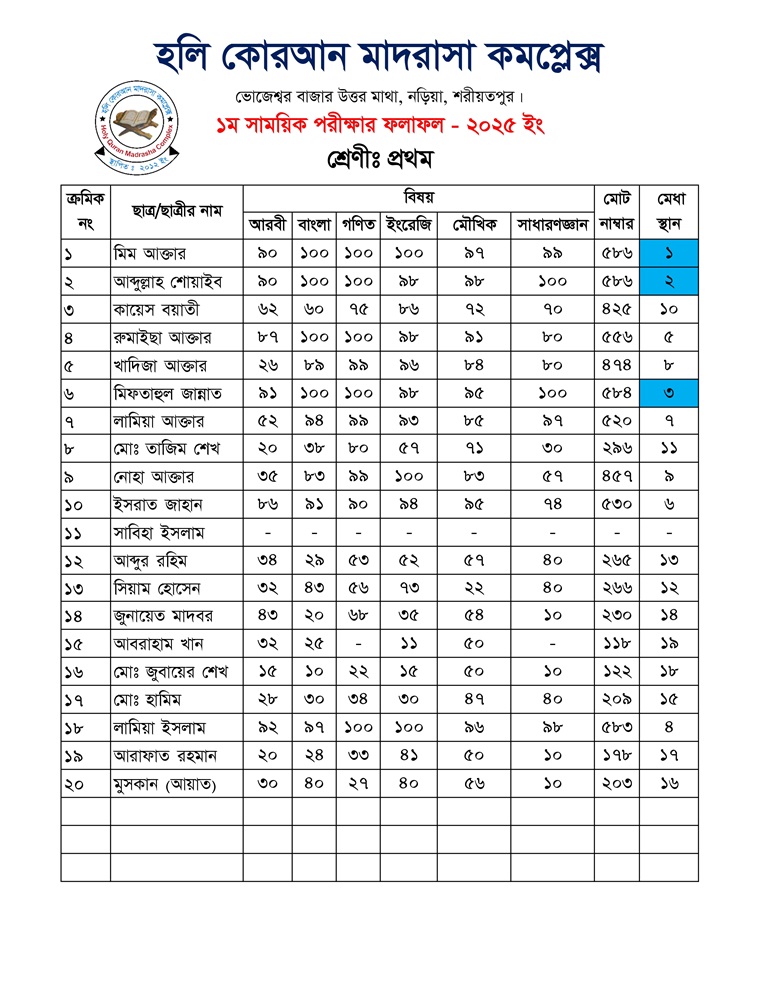 হলি কোরআন মাদরাসা কমপ্লেক্স
হলি কোরআন মাদরাসা কমপ্লেক্স
Holy Quran Madrasha Complex
স্থাপিত : ২০১২ ইং
ভোজেশ্বর বাজার উত্তর মাথা, নড়িয়া, শরীয়তপুর।
১ম সাময়িক পরীক্ষার ফলাফল - ২০২৫ ইং
শ্রেণীঃ প্রথম
ক্রমিক নং ছাত্র/ছাত্রীর নাম বিষয় মোট নাম্বার মেধা স্থান
আরবী বাংলা গণিত ইংরেজি মৌখিক সাধারণজ্ঞান
১ মিম আক্তার ৯০ ১০০ ১০০ ১০০ ৯৭ ৯৯ ৫৮৬ ১
২ আব্দুল্লাহ শোয়াইব ৯০ ১০০ ১০০ ৯৮ ৯৮ ১০০ ৫৮৬ ২
৩ কায়েস বয়াতী ৬২ ৬০ ৭৫ ৮৬ ৭২ ৭০ ৪২৫ ১০
৪ রুমাইছা আক্তার ৮৭ ১০০ ১০০ ৯৮ ৯১ ৮০ ৫৫৬ ৫
৫ খাদিজা আক্তার ২৬ ৮৯ ৯৯ ৯৬ ৮৪ ৮০ ৪৭৪ ৮
৬ মিফতাহুল জান্নাত ৯১ ১০০ ১০০ ৯৮ ৯৫ ১০০ ৫৮৪ ৩
৭ লামিয়া আক্তার ৫২ ৯৪ ৯৯ ৯৩ ৮৫ ৯৭ ৫২০ ৭
৮ মোঃ তাজিম শেখ ২০ ৩৮ ৮০ ৫৭ ৭১ ৩০ ২৯৬ ১১
৯ নোহা আক্তার ৩৫ ৮৩ ৯৯ ১০০ ৮৩ ৫৭ ৪৫৭ ৯
১০ ইসরাত জাহান ৮৬ ৯১ ৯০ ৯৪ ৯৫ ৭৪ ৫৩০ ৬
১১ সাবিহা ইসলাম - - - - - - - -
১২ আব্দুর রহিম ৩৪ ২৯ ৫৩ ৫২ ৫৭ ৪০ ২৬৫ ১৩
১৩ সিয়াম হোসেন ৩২ ৪৩ ৫৬ ৭৩ ২২ ৪০ ২৬৬ ১২
১৪ জুনায়েত মাদবর ৪৩ ২০ ৬৮ ৩৫ ৫৪ ১০ ২৩০ ১৪
১৫ আবরাহাম খান ৩২ ২৫ - ১১ ৫০ - ১১৮ ১৯
১৬ মোঃ জুবায়ের শেখ ১৫ ১০ ২২ ১৫ ৫০ ১০ ১২২ ১৮
১৭ মোঃ হামিম ২৮ ৩০ ৩৪ ৩০ ৪৭ ৪০ ২০৯ ১৫
১৮ লামিয়া ইসলাম ৯২ ৯৭ ১০০ ১০০ ৯৬ ৯৮ ৫৮৩ ৪
১৯ আরাফাত রহমান ২০ ২৪ ৩৩ ৪১ ৫০ ১০ ১৭৮ ১৭
২০ মুসকান (আয়াত) ৩০ ৪০ ২৭ ৪০ ৫৬ ১০ ২০৩ ১৬